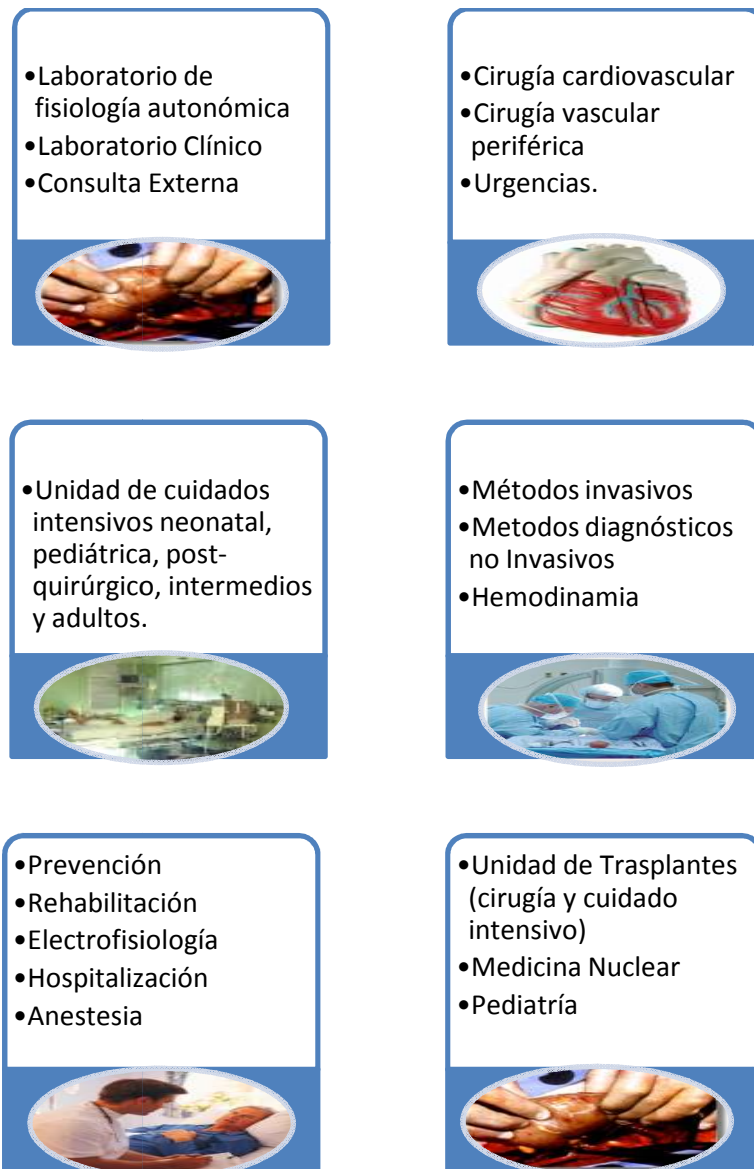 •Laboratorio de
fisiología autonómica
•Laboratorio Clínico
•Consulta Externa
•Cirugía cardiovascular
•Cirugía vascular
periférica
•Urgencias.
•Unidad de cuidados
intensivos neonatal,
pediátrica, post-
quirúrgico, intermedios
y adultos.
•Métodos invasivos
•Metodos diagnósticos
no Invasivos
•Hemodinamia
•Prevención
•Rehabilitación
•Electrofisiología
•Hospitalización
•Anestesia
•Unidad de Trasplantes
(cirugía y cuidado
intensivo)
•Medicina Nuclear
•Pediatría